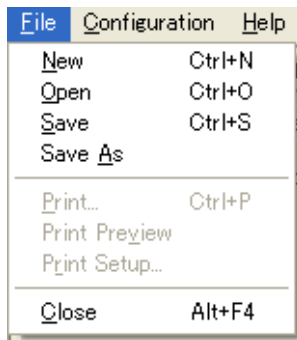 File Configuration Help
New Ctrl+N
Open Ctrl+O
Save Ctrl+S
Save As
Print... Ctrl+P
Print Preview
Print Setup...
Close Alt+F4